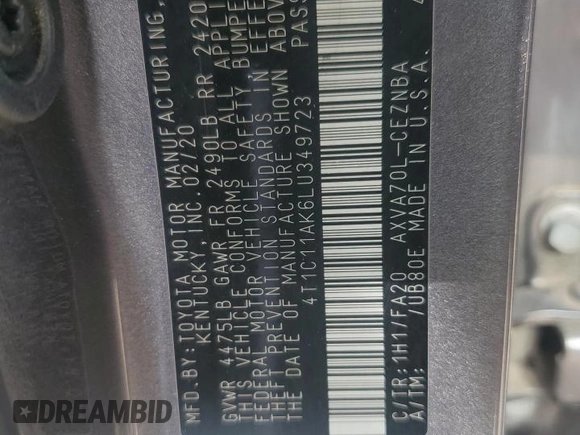 MFD. BY: TOYOTA MOTOR MANUFACTURING,
KENTUCKY, INC. 02/20
GVWR 4475LB GAWR FR 2490LB RR 2420
THIS VEHICLE CONFORMS TO ALL APPLI
FEDERAL MOTOR VEHICLE SAFETY, BUMPE
THEFT PREVENTION STANDARDS IN EFFE
THE DATE OF MANUFACTURE SHOWN ABOV
4T1C11AK6LU349723 PASS
C/TR: 1H1/FA20 AXVA70L-CEZNBA
A/TM: /UB80E MADE IN U.S.A.
DREAMBID